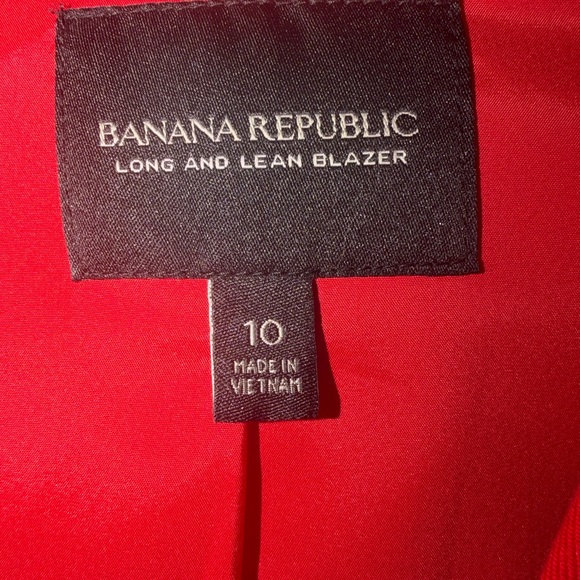 BANANA REPUBLIC
LONG AND LEAN BLAZER
10
MADE IN
VIETNAM